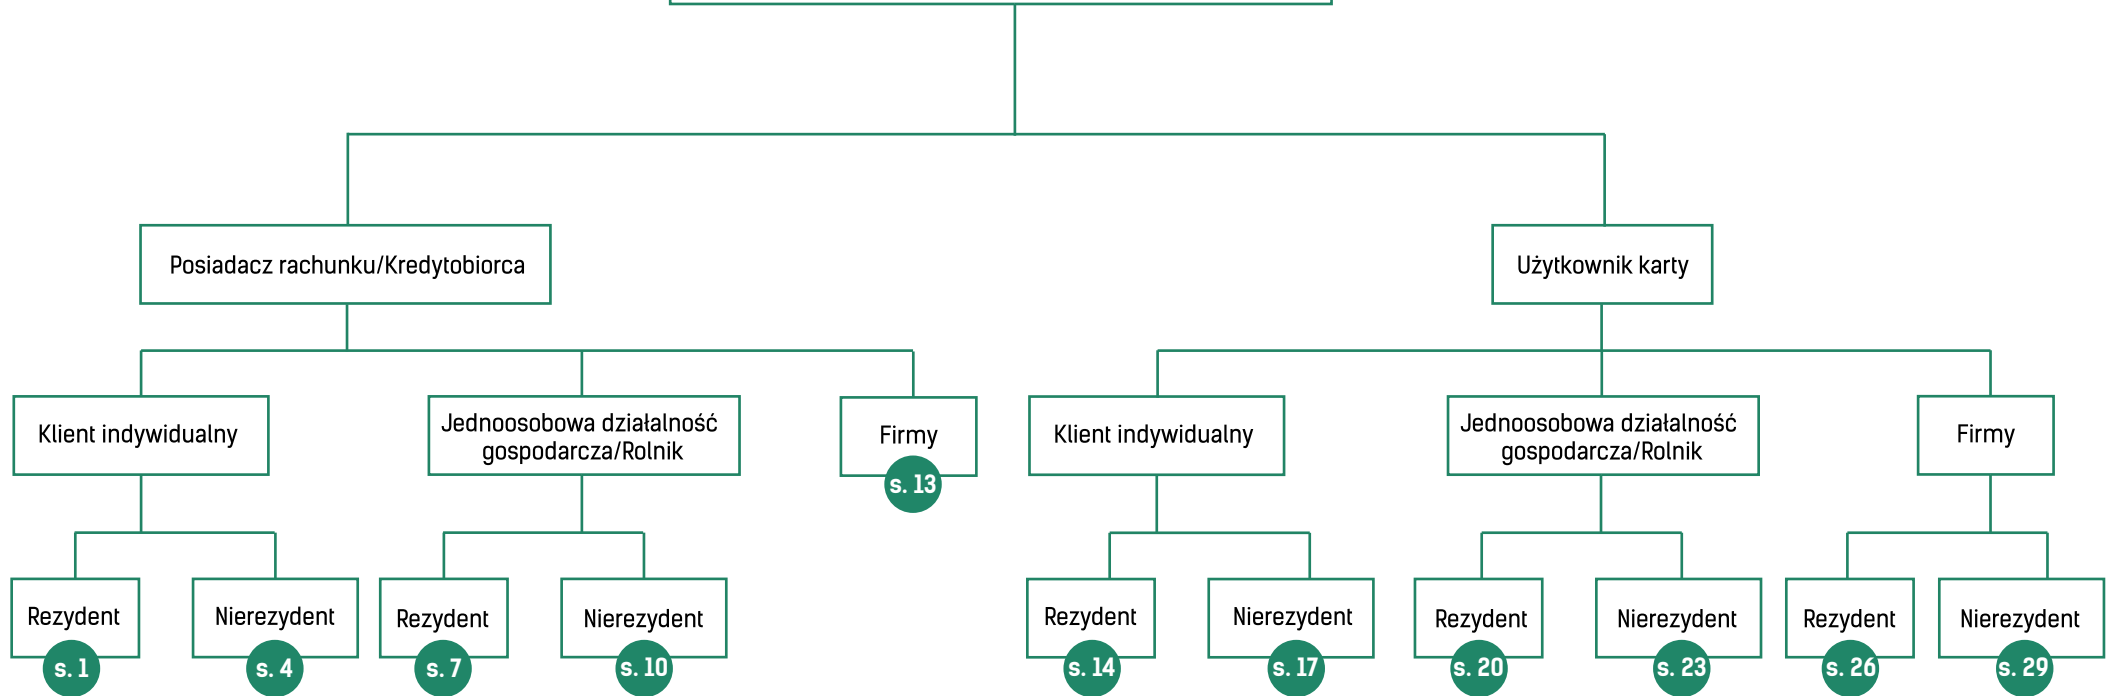 Posiadacz rachunku/Kredytobiorca
Użytkownik karty
Klient indywidualny
Jednoosobowa działalność
gospodarcza/Rolnik
Firmy
s. 13
Klient indywidualny
Jednoosobowa działalność
gospodarcza/Rolnik
Firmy
Rezydent
s. 1
Nierezydent
s. 4
Rezydent
s. 7
Nierezydent
s. 10
Rezydent
s. 14
Nierezydent
s. 17
Rezydent
s. 20
Nierezydent
s. 23
Rezydent
s. 26
Nierezydent
s. 29